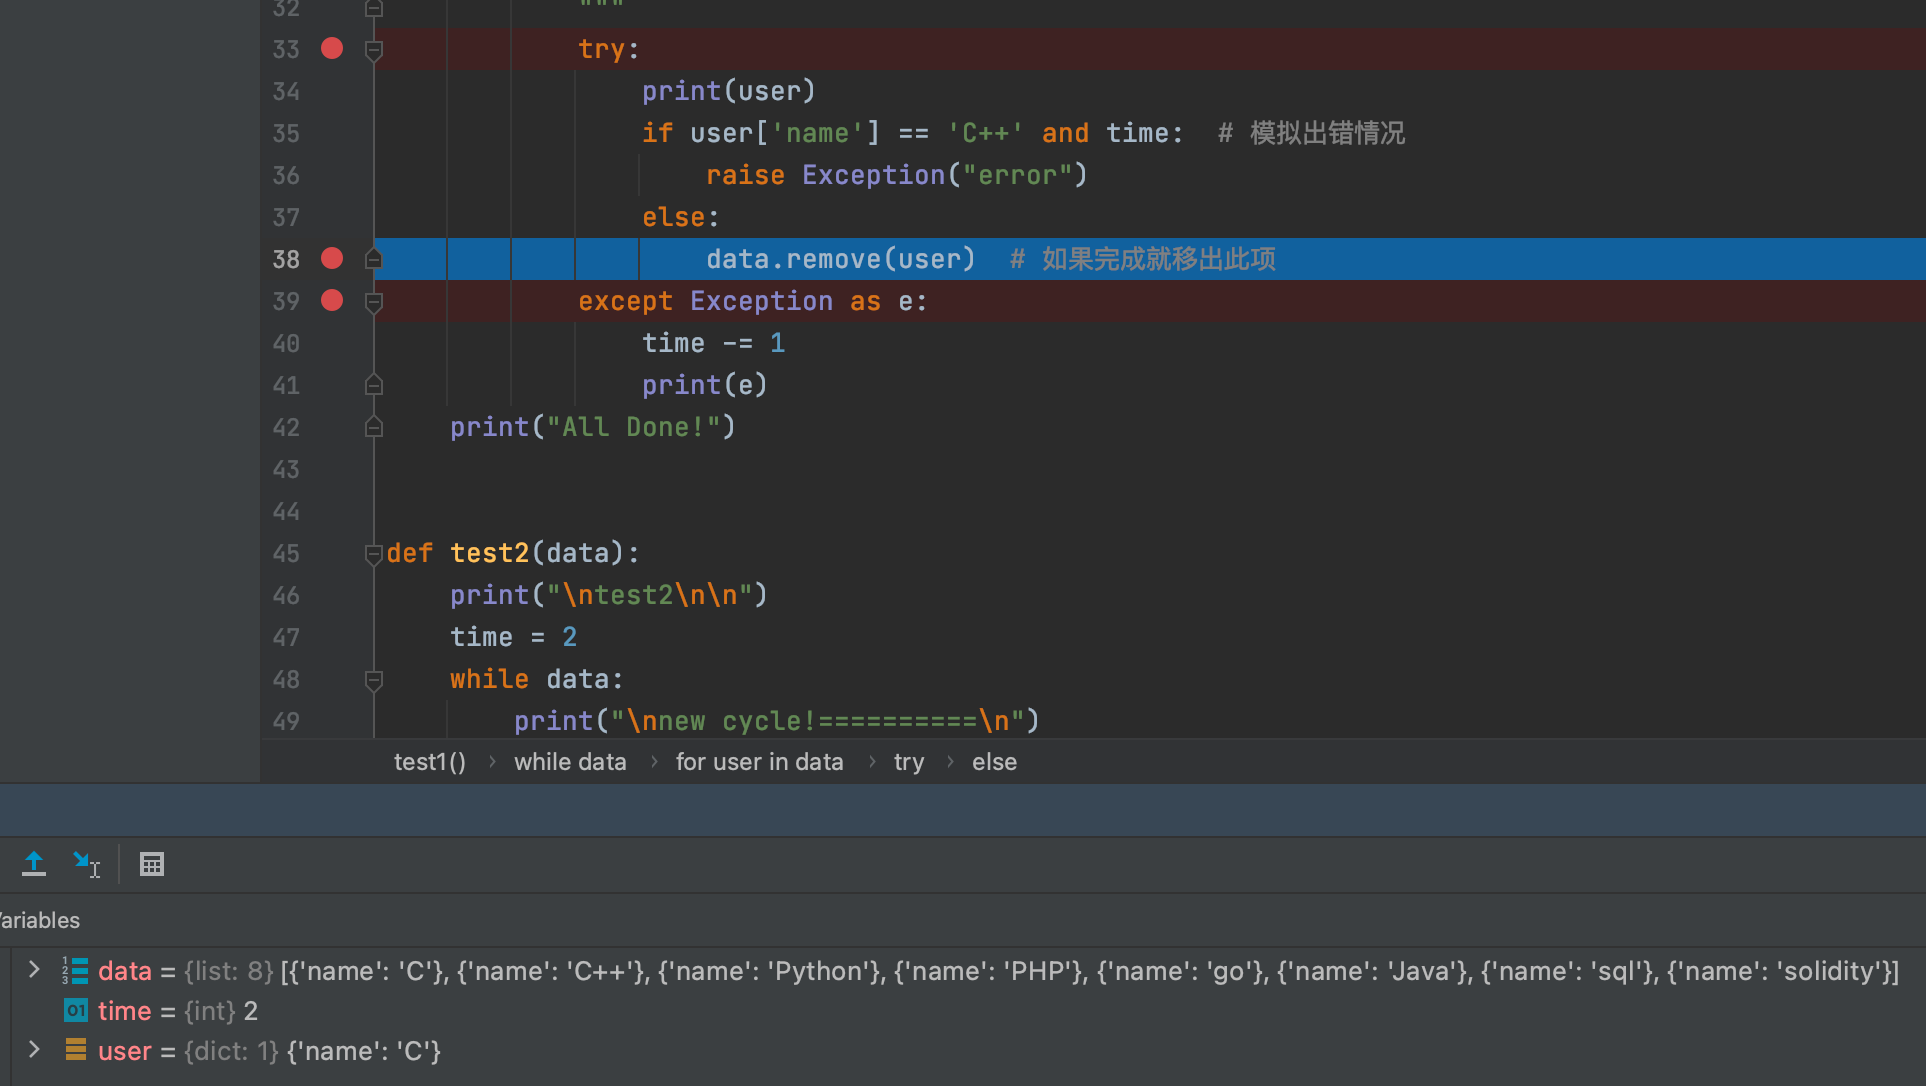 32 """
33 try:
34 print(user)
35 if user['name'] == 'C++' and time:  # 模拟出错情况
36 raise Exception("error")
37 else:
38 data.remove(user)  # 如果完成就移出此项
39 except Exception as e:
40 time -= 1
41 print(e)
42 print("All Done!")
43
44
45 def test2(data):
46 print("\ntest2\n\n")
47 time = 2
48 while data:
49 print("\nnew cycle!==========\n")
test1() › while data › for user in data › try › else
ariables
data = {list: 8} [{'name': 'C'}, {'name': 'C++'}, {'name': 'Python'}, {'name': 'PHP'}, {'name': 'go'}, {'name': 'Java'}, {'name': 'sql'}, {'name': 'solidity'}]
01 time = {int} 2
user = {dict: 1} {'name': 'C'}